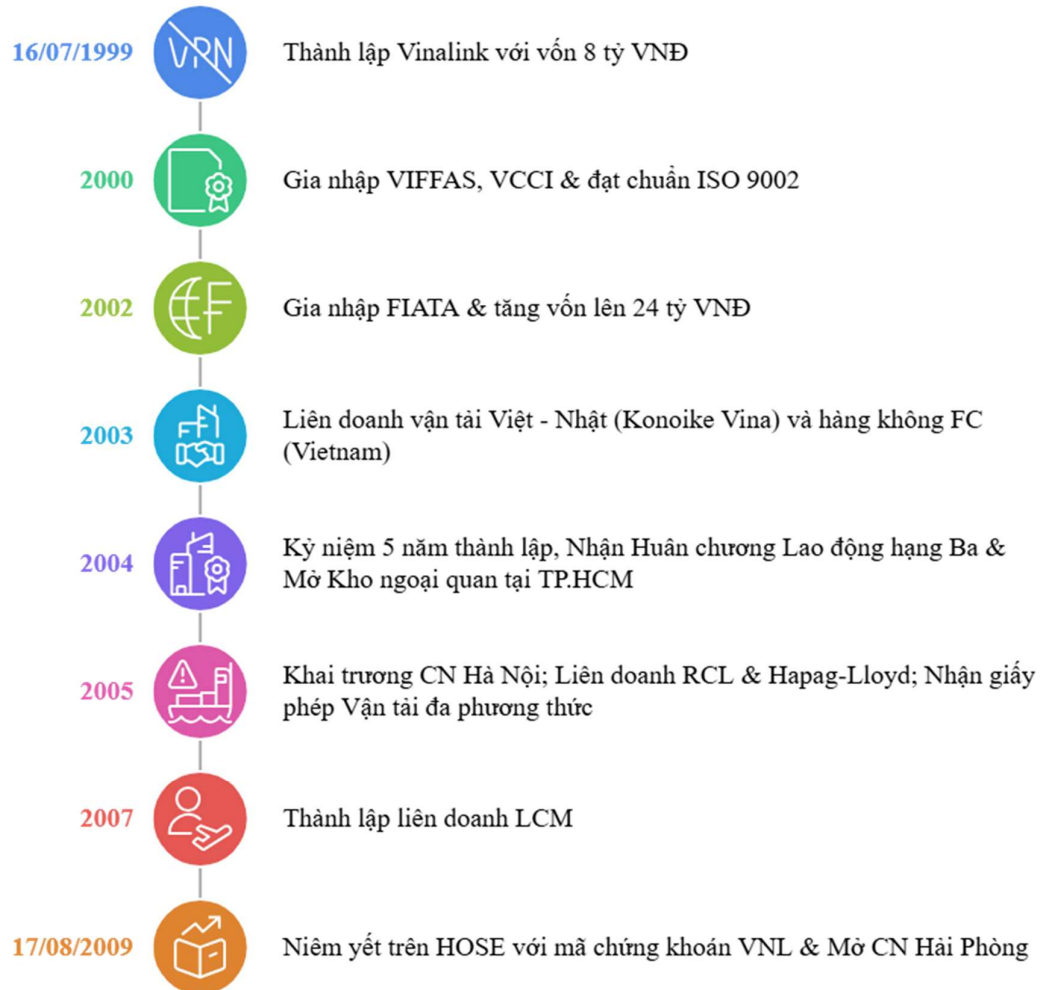 16/07/1999
VRN
Thành lập Vinalink với vốn 8 tỷ VNĐ
2000
Gia nhập VIFFAS, VCCI & đạt chuẩn ISO 9002
2002
F
Gia nhập FIATA & tăng vốn lên 24 tỷ VNĐ
2003
Liên doanh vận tải Việt - Nhật (Konoike Vina) và hàng không FC
(Vietnam)
2004
Kỷ niệm 5 năm thành lập, Nhận Huân chương Lao động hạng Ba &
Mở Kho ngoại quan tại TP.HCM
2005
Khai trương CN Hà Nội; Liên doanh RCL & Hapag-Lloyd; Nhận giấy
phép Vận tải đa phương thức
2007
Thành lập liên doanh LCM
17/08/2009
Niêm yết trên HOSE với mã chứng khoán VNL & Mở CN Hải Phòng